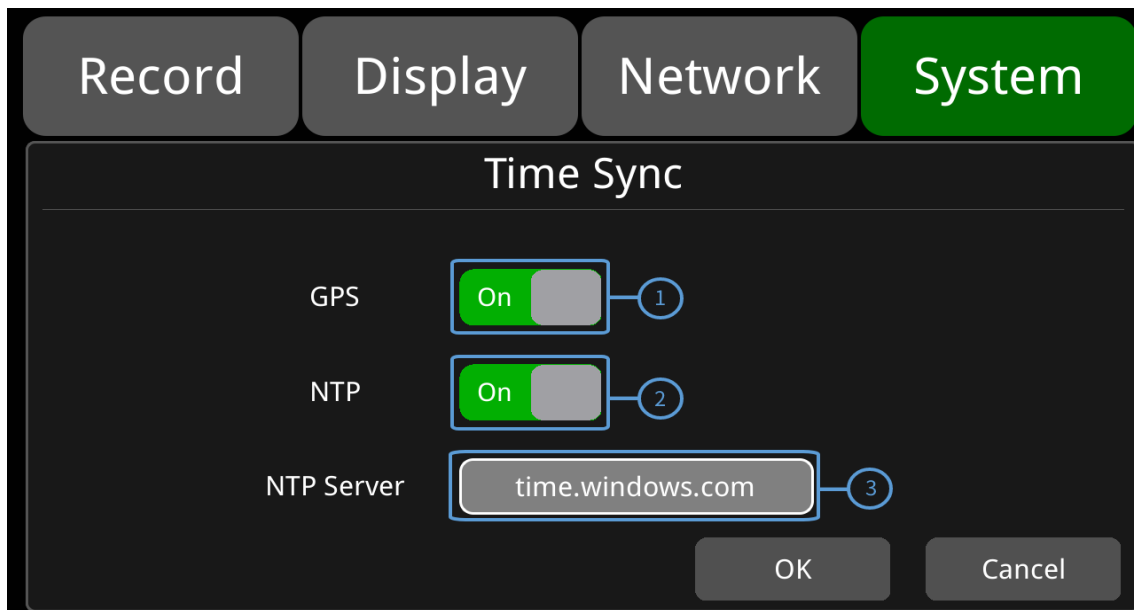 Record Display Network System
Time Sync
GPS On 1
NTP On 2
NTP Server time.windows.com 3
OK Cancel